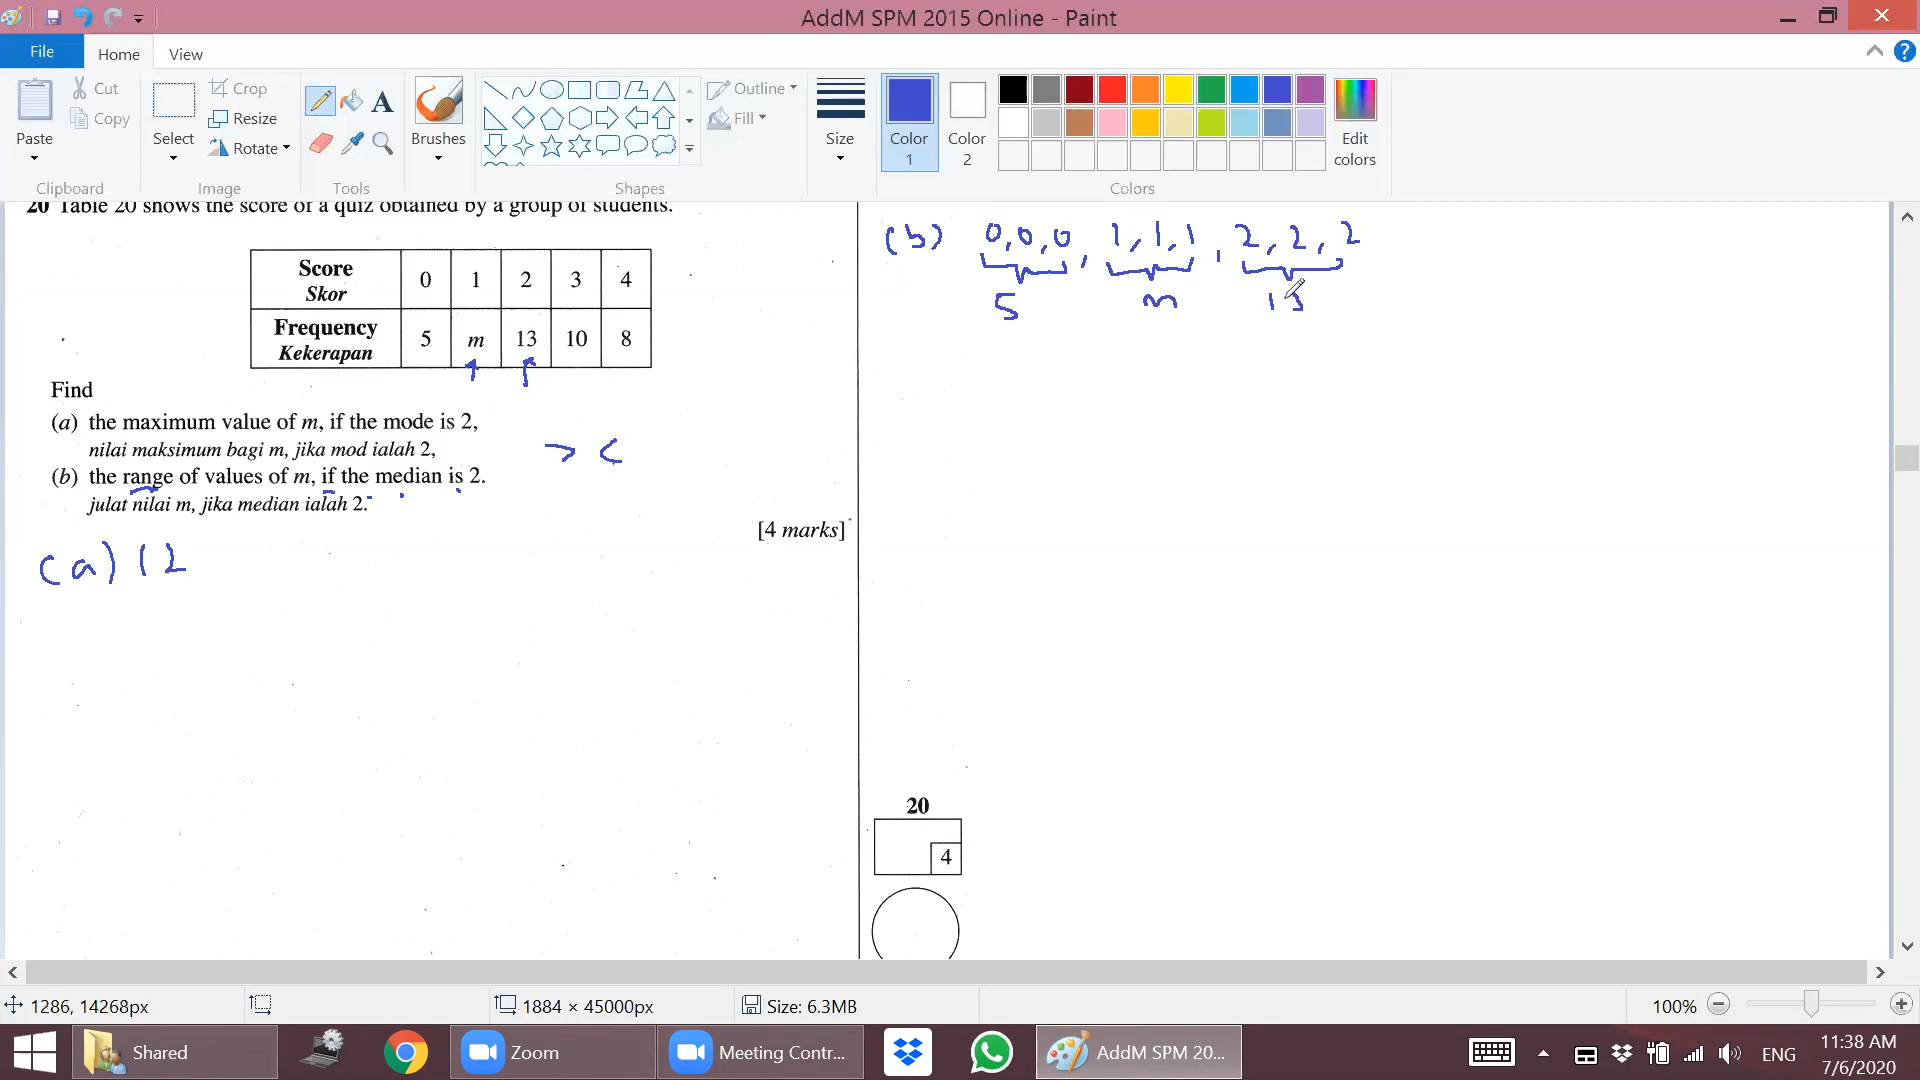 AddM SPM 2015 Online - Paint
File Home View
Paste Cut Copy
Clipboard
Select Crop Resize Rotate
Image
Tools
Brushes
Shapes
Outline Fill
Size
Color 1 Color 2
Edit colors
Colors
20 Table 20 shows the score of a quiz obtained by a group of students.
Score Skor 0 1 2 3 4
Frequency Kekerapan 5 m 13 10 8
Find
(a) the maximum value of m, if the mode is 2,
nilai maksimum bagi m, jika mod ialah 2,
(b) the range of values of m, if the median is 2.
julat nilai m, jika median ialah 2.
[4 marks]
> <
(a) 12
(b) 0,0,0, 1,1,1, 2,2,2
5 m 13
20
4
1286, 14268px 1884 × 45000px Size: 6.3MB 100%
Shared Zoom Meeting Contr... AddM SPM 20... ENG 11:38 AM
7/6/2020